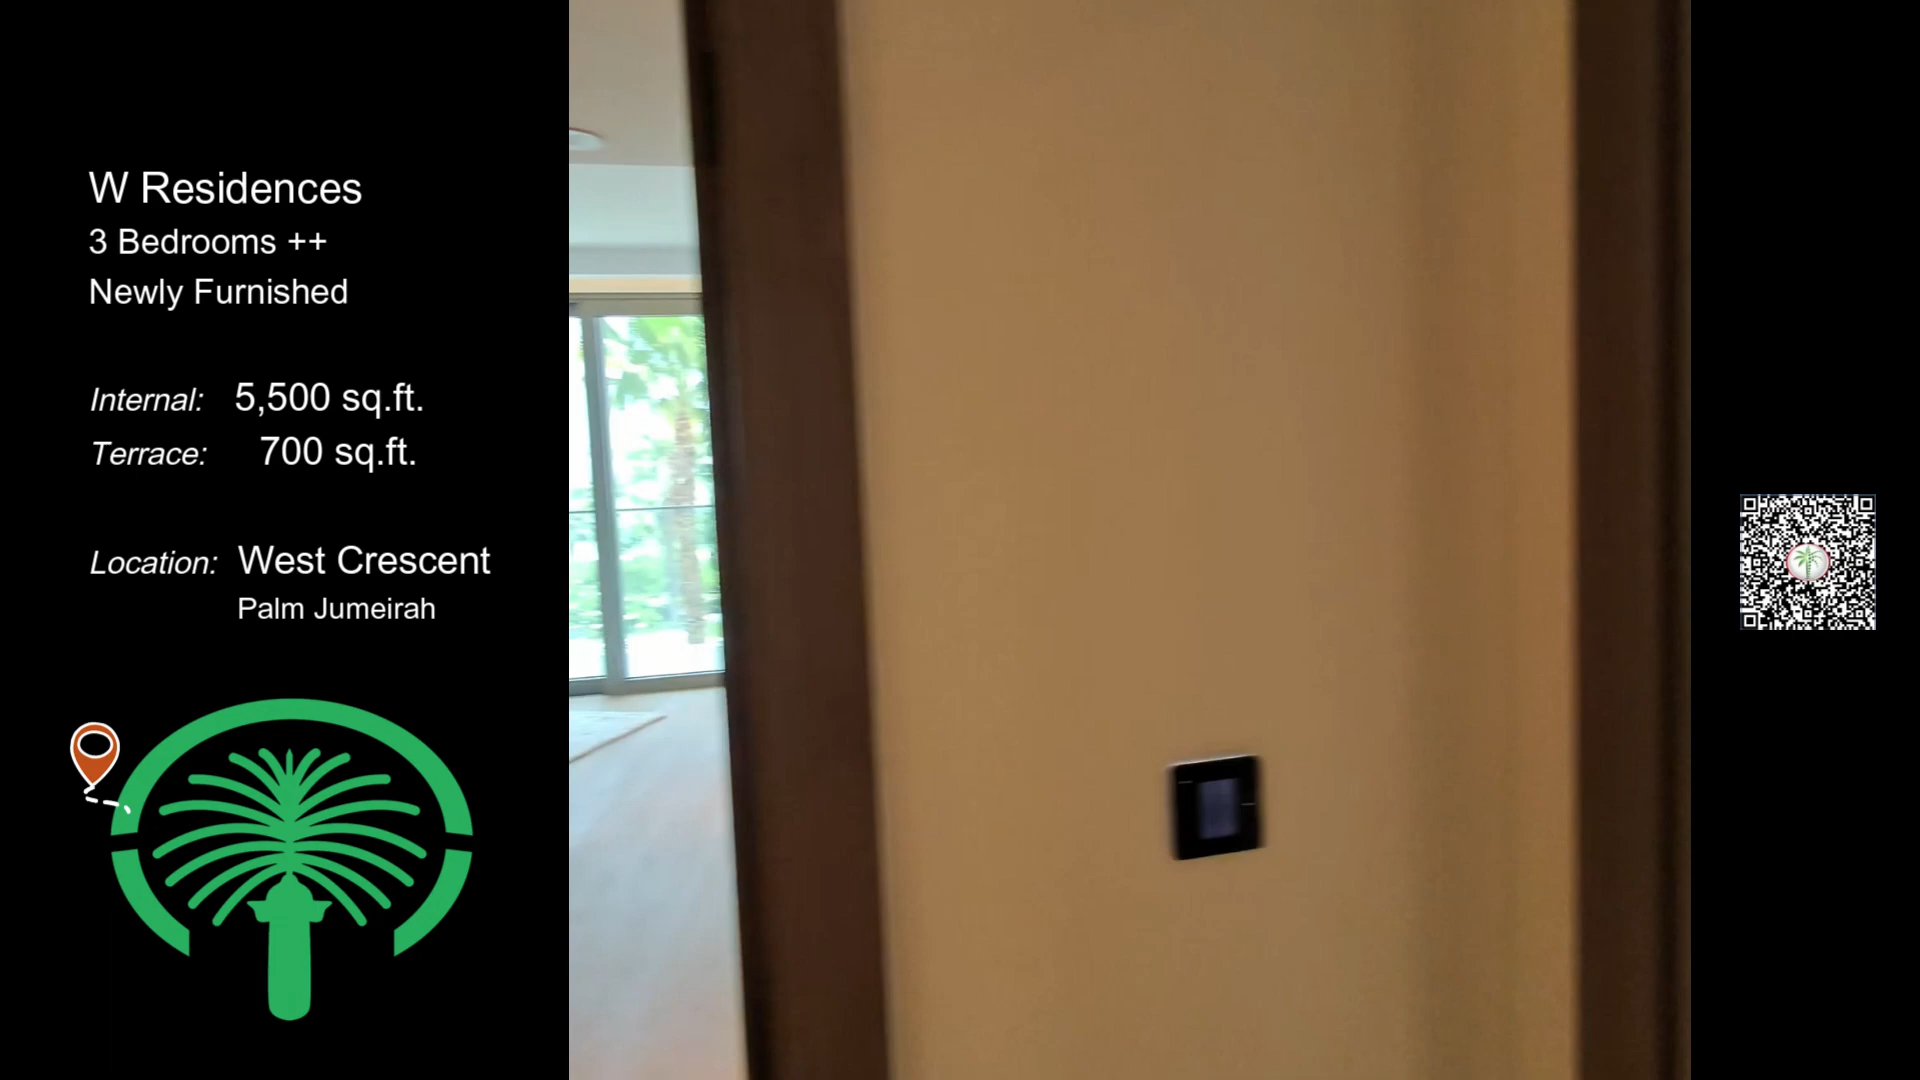 W Residences
3 Bedrooms ++
Newly Furnished
Internal: 5,500 sq.ft.
Terrace: 700 sq.ft.
Location: West Crescent
Palm Jumeirah